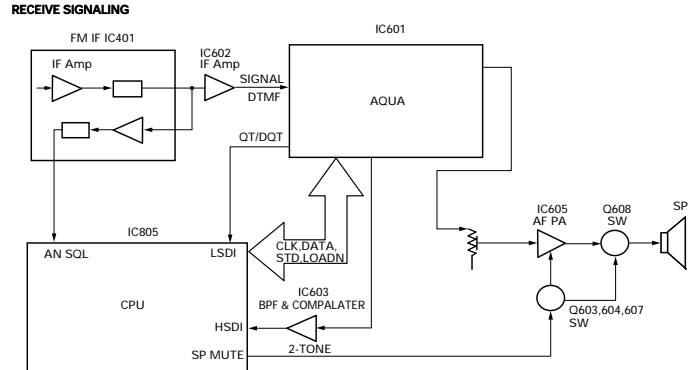 RECEIVE SIGNALING
FM IF IC401
IF Amp
IC602
IF Amp
SIGNAL
DTMF
IC601
AQUA
QT/DQT
IC605
AF PA
Q608
SW
SP
IC805
AN SQL
LSDI
CLK,DATA,
STD,LOADN
CPU
IC603
BPF & COMPALATER
HSDI
2-TONE
SP MUTE
Q603,604,607
SW